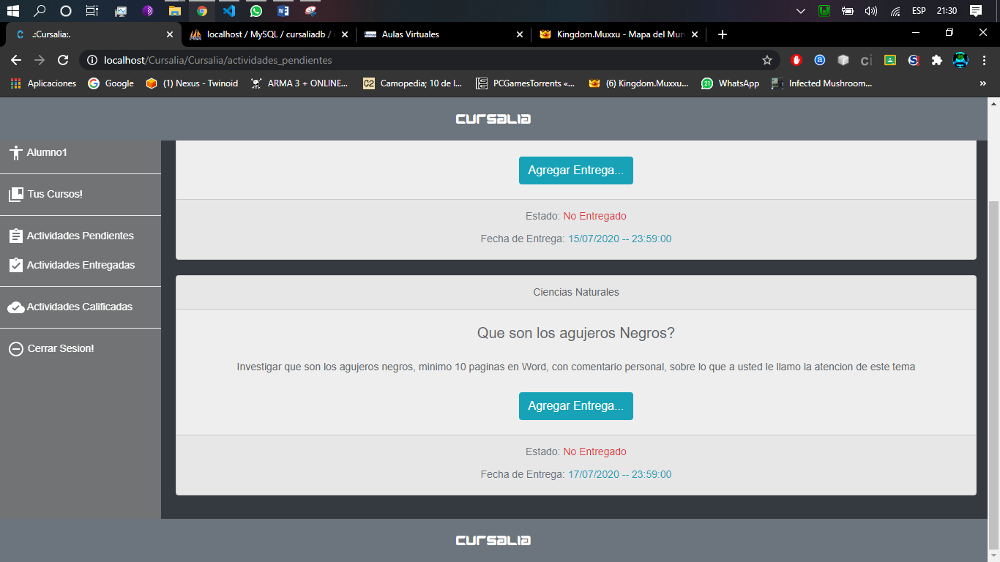 ESP 21:30
.:Cursalia:.
localhost / MySQL / cursaliadb /
Aulas Virtuales
Kingdom.Muxxu - Mapa del Mun
localhost/Cursalia/Cursalia/actividades_pendientes
Aplicaciones
Google
(1) Nexus - Twinoid
ARMA 3 + ONLINE...
Camopedia; 10 de l...
PCGamesTorrents «...
(6) Kingdom.Muxxu...
21
WhatsApp
Infected Mushroom...
CURSALIA
Alumno1
Tus Cursos!
Actividades Pendientes
Actividades Entregadas
Actividades Calificadas
Cerrar Sesion!
Agregar Entrega...
Estado: No Entregado
Fecha de Entrega: 15/07/2020 -- 23:59:00
Ciencias Naturales
Que son los agujeros Negros?
Investigar que son los agujeros negros, minimo 10 paginas en Word, con comentario personal, sobre lo que a usted le llamo la atencion de este tema
Agregar Entrega...
Estado: No Entregado
Fecha de Entrega: 17/07/2020 -- 23:59:00
CURSALIA